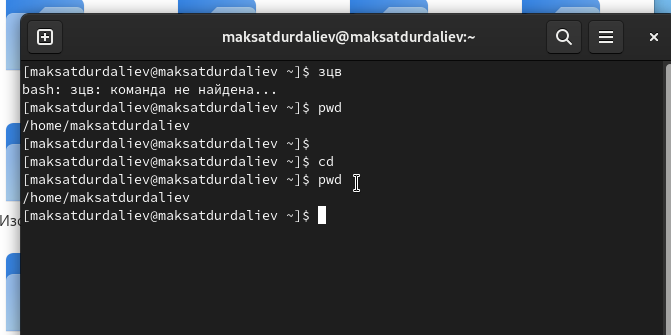 maksatdurdaliev@maksatdurdaliev:~
[maksatdurdaliev@maksatdurdaliev ~]$ зцв
bash: зцв: команда не найдена...
[maksatdurdaliev@maksatdurdaliev ~]$ pwd
/home/maksatdurdaliev
[maksatdurdaliev@maksatdurdaliev ~]$
[maksatdurdaliev@maksatdurdaliev ~]$ cd
[maksatdurdaliev@maksatdurdaliev ~]$ pwd
/home/maksatdurdaliev
[maksatdurdaliev@maksatdurdaliev ~]$